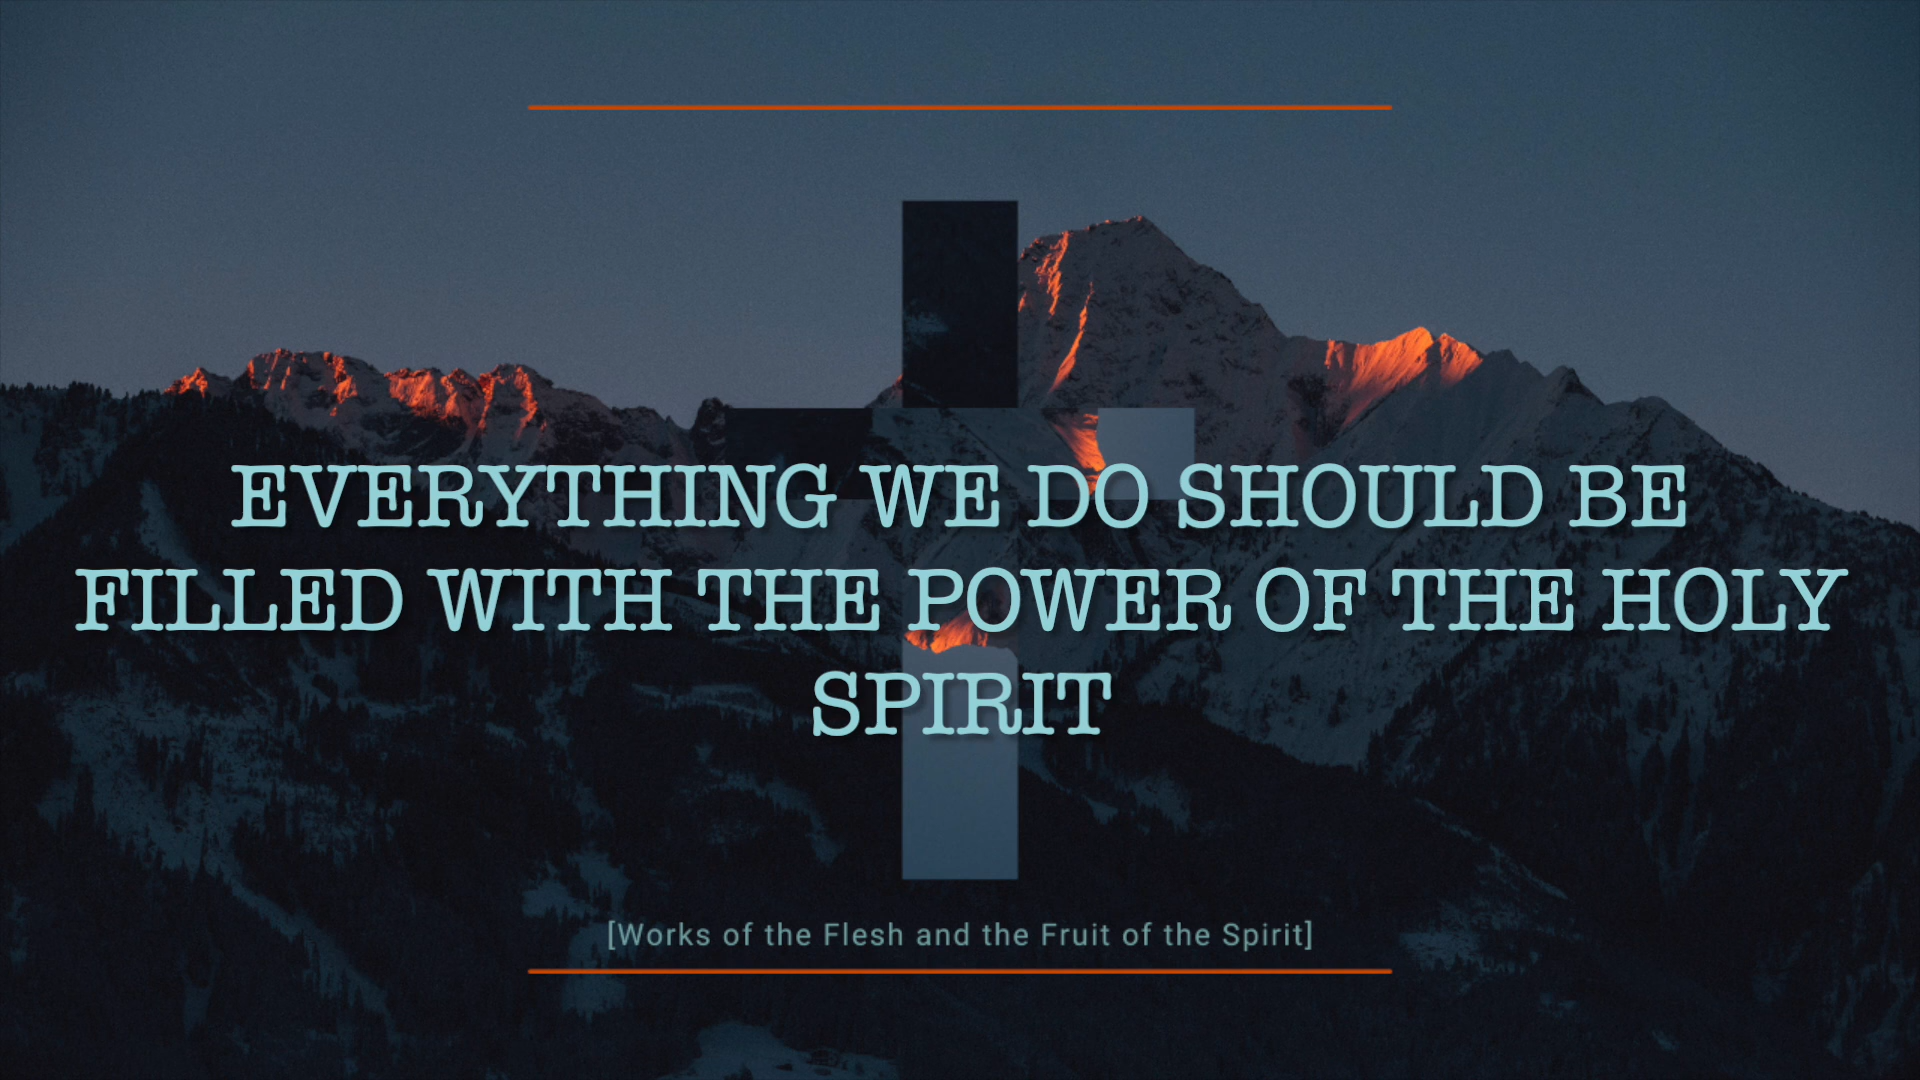 EVERYTHING WE DO SHOULD BE
FILLED WITH THE POWER OF THE HOLY
SPIRIT
[Works of the Flesh and the Fruit of the Spirit]